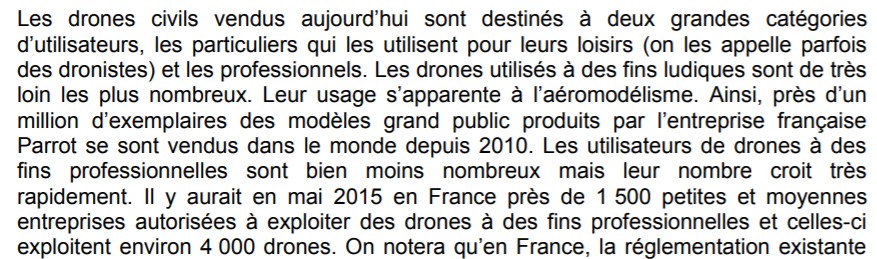 Les drones civils vendus aujourd’hui sont destinés à deux grandes catégories
d’utilisateurs, les particuliers qui les utilisent pour leurs loisirs (on les appelle parfois
des dronistes) et les professionnels. Les drones utilisés à des fins ludiques sont de très
loin les plus nombreux. Leur usage s’apparente à l’aéromodélisme. Ainsi, près d’un
million d’exemplaires des modèles grand public produits par l’entreprise française
Parrot se sont vendus dans le monde depuis 2010. Les utilisateurs de drones à des
fins professionnelles sont bien moins nombreux mais leur nombre croit très
rapidement. Il y aurait en mai 2015 en France près de 1 500 petites et moyennes
entreprises autorisées à exploiter des drones à des fins professionnelles et celles-ci
exploitent environ 4 000 drones. On notera qu’en France, la réglementation existante